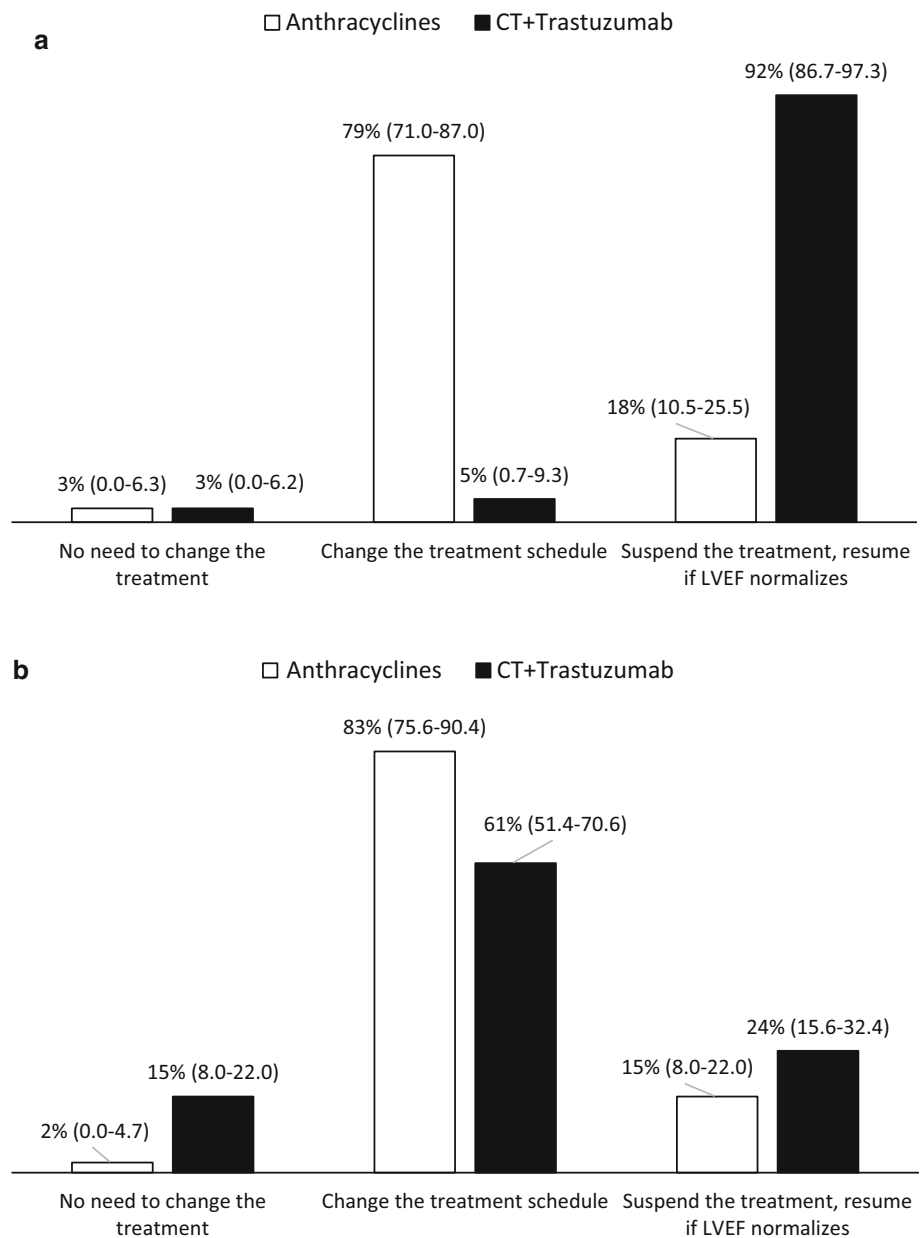 Anthracyclines CT+Trastuzumab
a
92% (86.7-97.3)
79% (71.0-87.0)
18% (10.5-25.5)
3% (0.0-6.3) 3% (0.0-6.2) 5% (0.7-9.3)
No need to change the Change the treatment schedule Suspend the treatment, resume
treatment if LVEF normalizes
b Anthracyclines CT+Trastuzumab
83% (75.6-90.4)
61% (51.4-70.6)
24% (15.6-32.4)
15% (8.0-22.0) 15% (8.0-22.0)
2% (0.0-4.7)
No need to change the Change the treatment schedule Suspend the treatment, resume
treatment if LVEF normalizes